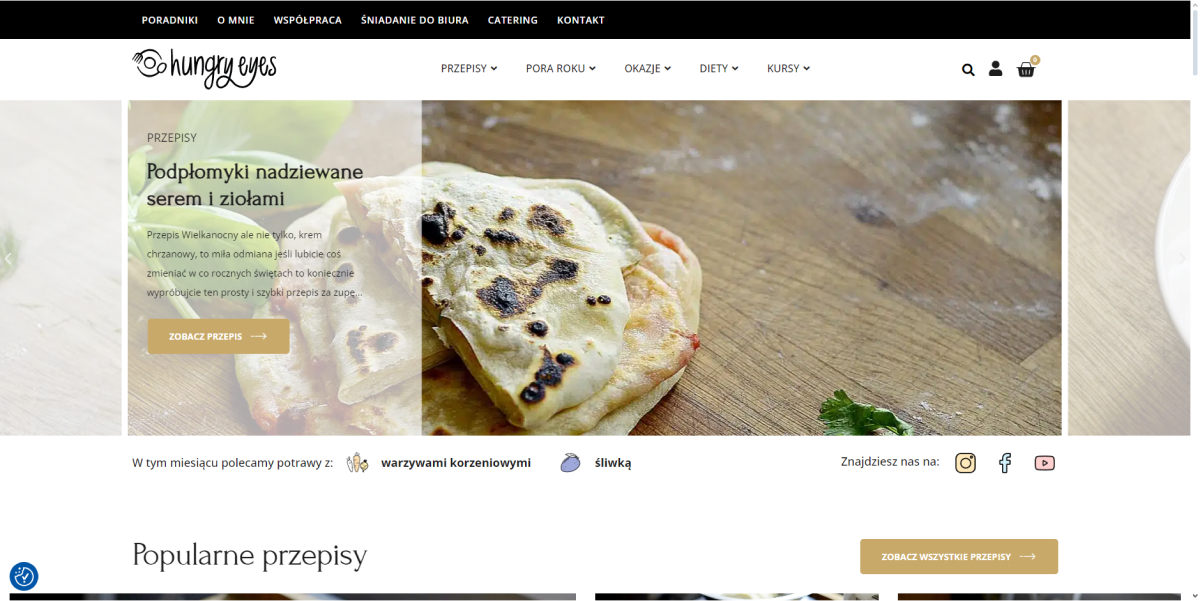 PORADNIKI O MNIE WSPÓŁPRACA ŚNIADANIE DO BIURA CATERING KONTAKT
hungry eyes
PRZEPISY PORA ROKU OKAZJE DIETY KURSY
0
PRZEPISY
Podpłomyki nadziewane
serem i ziołami
Przepis Wielkanocny ale nie tylko, krem
chrzanowy, to miła odmiana jeśli lubicie coś
zmieniać w co rocznych świętach to koniecznie
wypróbujcie ten prosty i szybki przepis za zupę...
ZOBACZ PRZEPIS
W tym miesiącu polecamy potrawy z: warzywami korzeniowymi śliwką Znajdziesz nas na:
Popularne przepisy
ZOBACZ WSZYSTKIE PRZEPISY